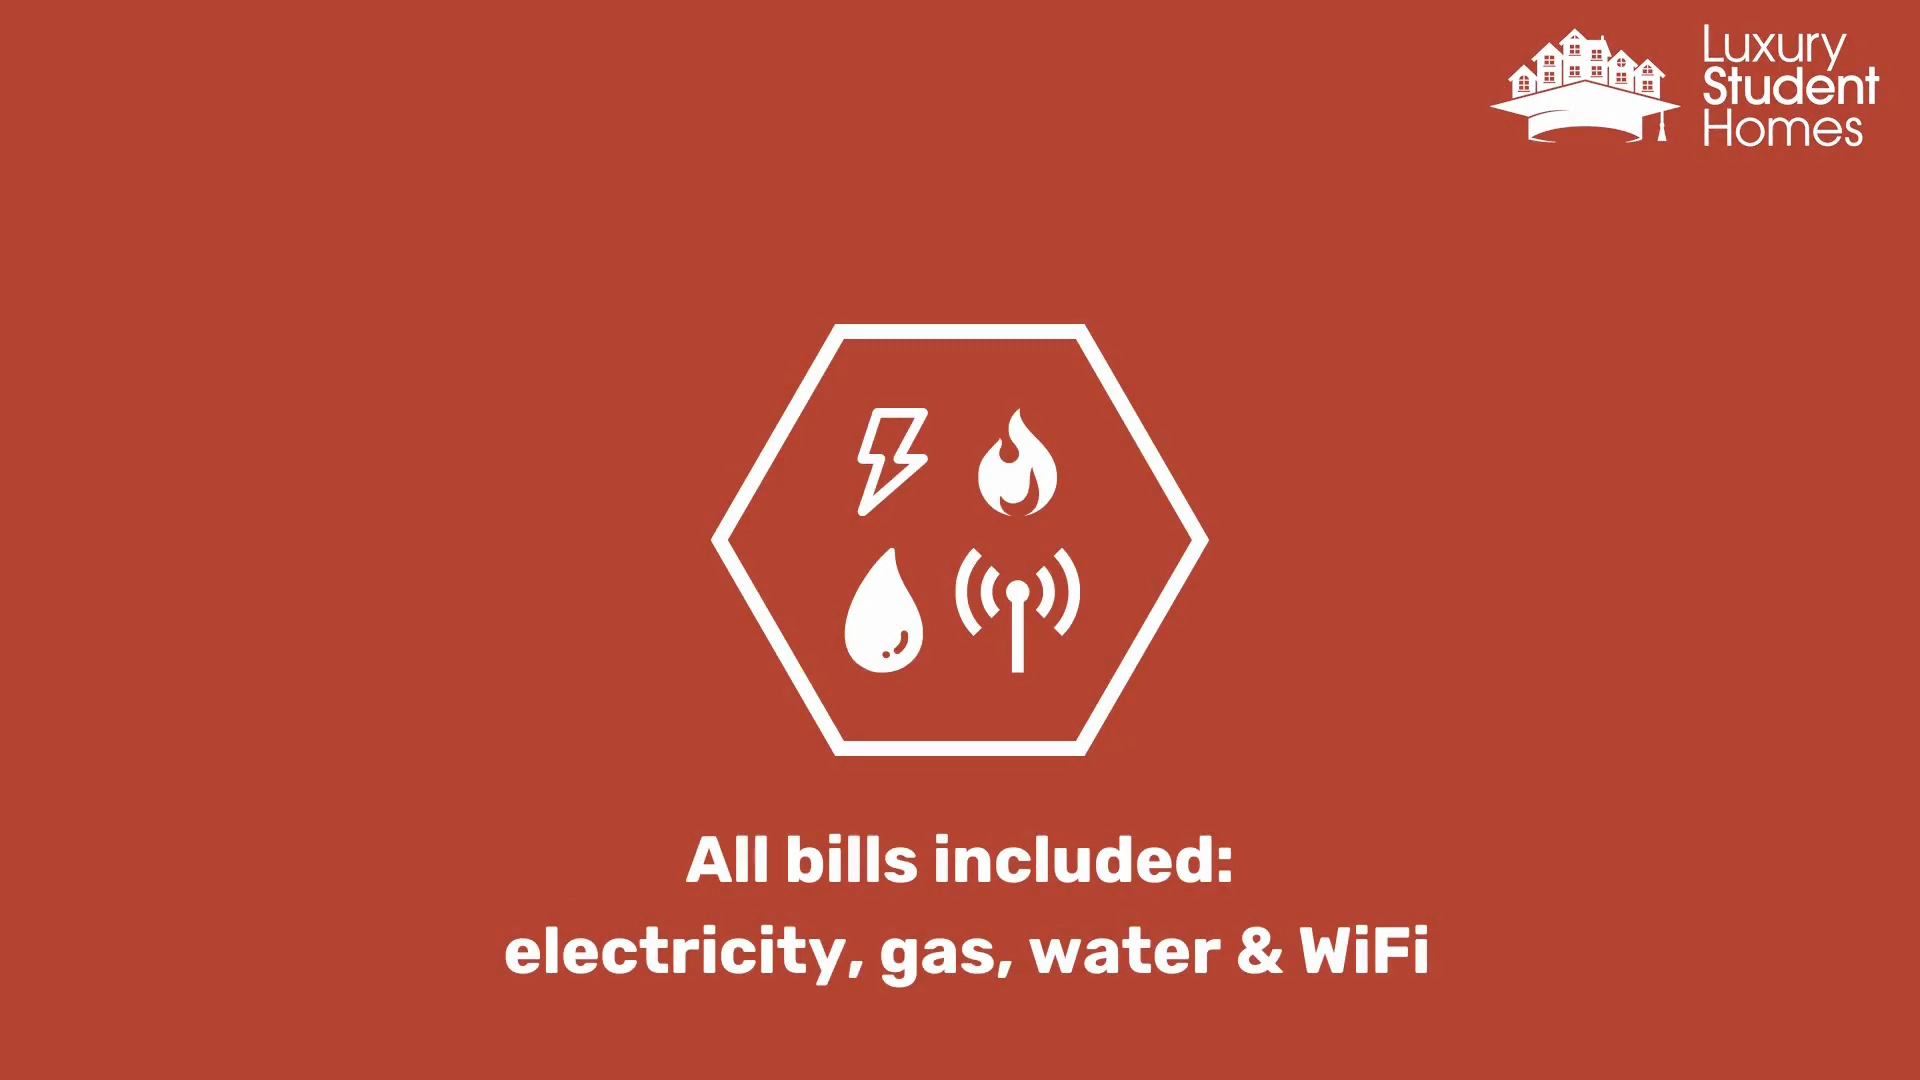 Luxury
Student
Homes
All bills included:
electricity, gas, water & WiFi